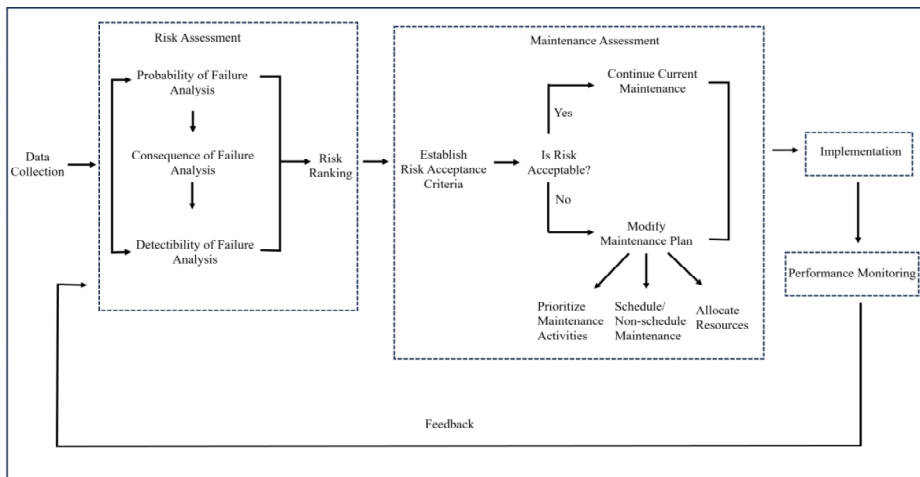 Risk Assessment
Probability of Failure
Analysis
Consequence of Failure
Analysis
Detectibility of Failure
Analysis
Data
Collection
Risk
Ranking
Maintenance Assessment
Establish
Risk Acceptance
Criteria
Is Risk
Acceptable?
Yes
No
Continue Current
Maintenance
Modify
Maintenance Plan
Prioritize
Maintenance
Activities
Schedule/
Non-schedule
Maintenance
Allocate
Resources
Implementation
Performance Monitoring
Feedback